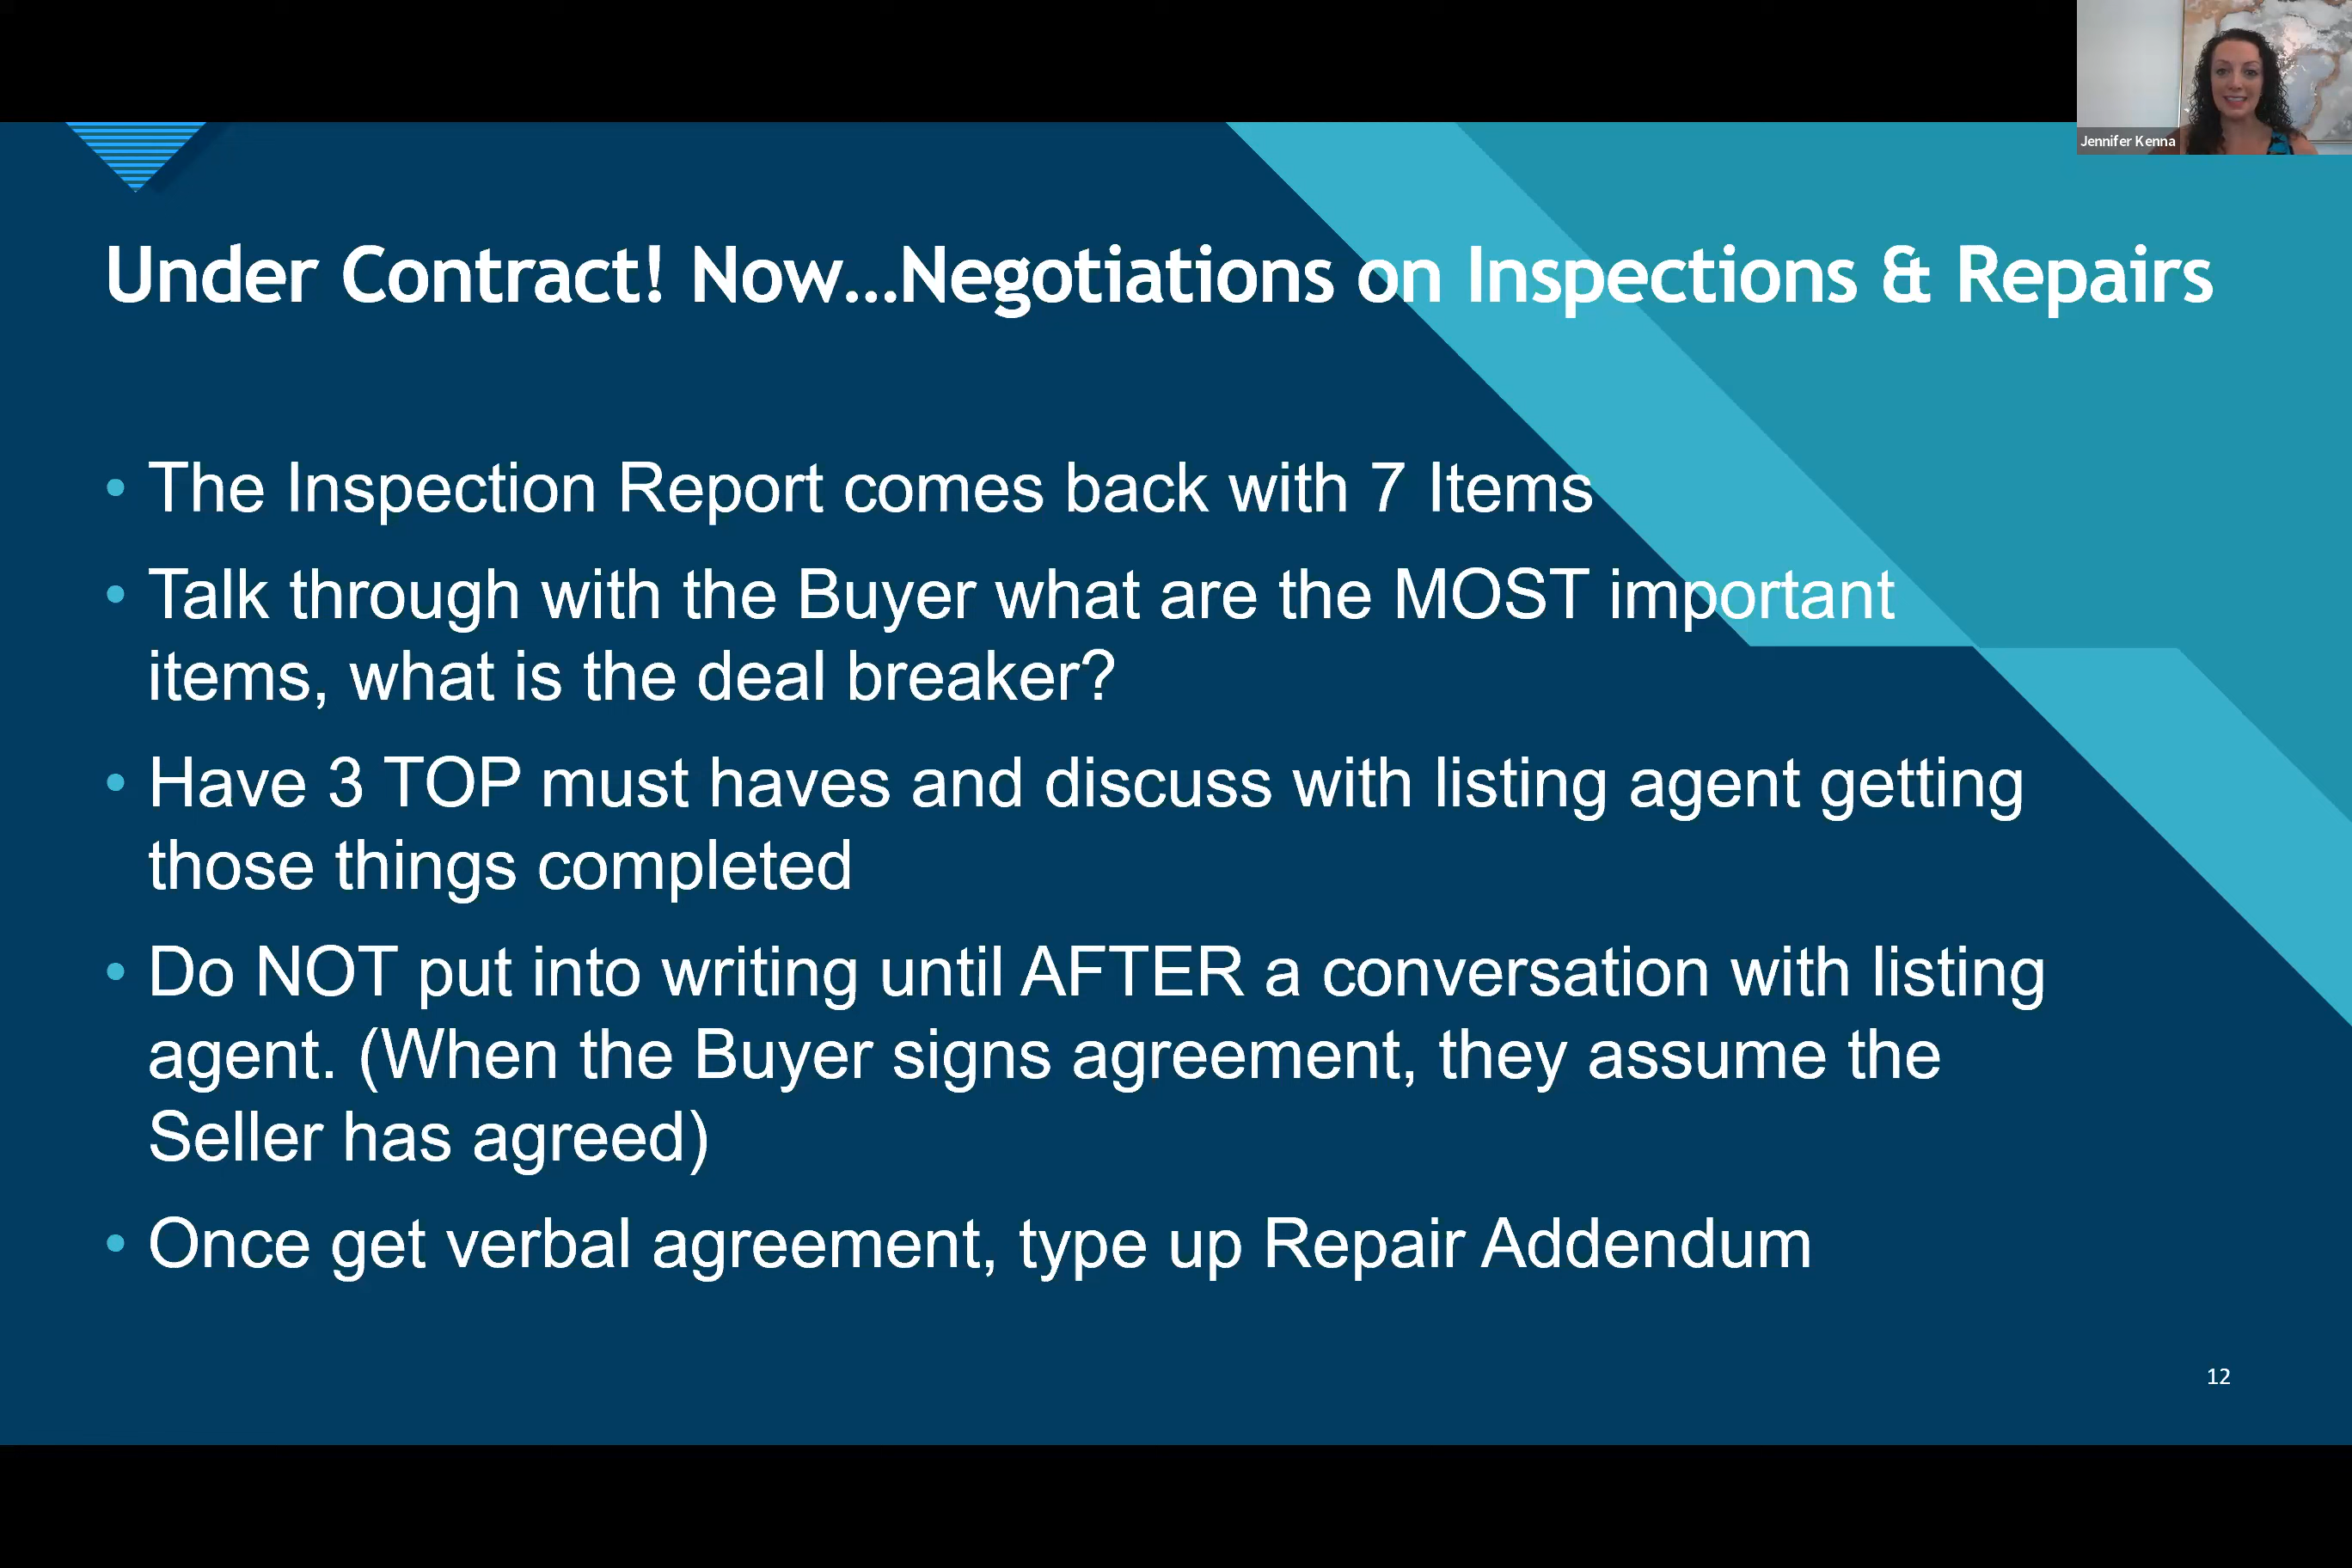 Jennifer Kenna
Under Contract! Now...Negotiations on Inspections & Repairs
• The Inspection Report comes back with 7 Items
• Talk through with the Buyer what are the MOST important
items, what is the deal breaker?
• Have 3 TOP must haves and discuss with listing agent getting
those things completed
• Do NOT put into writing until AFTER a conversation with listing
agent. (When the Buyer signs agreement, they assume the
Seller has agreed)
• Once get verbal agreement, type up Repair Addendum
12